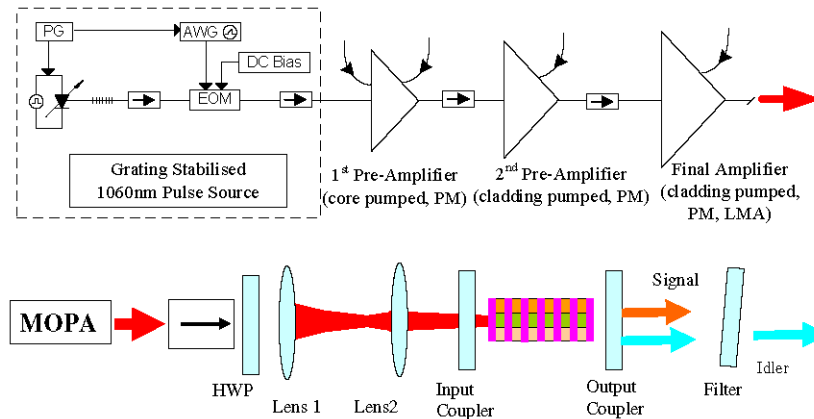 PG
AWG
DC Bias
EOM
Grating Stabilised
1060nm Pulse Source
1st Pre-Amplifier
(core pumped, PM)
2nd Pre-Amplifier
(cladding pumped, PM)
Final Amplifier
(cladding pumped,
PM, LMA)
MOPA
HWP
Lens 1
Lens2
Input
Coupler
Output
Coupler
Signal
Filter
Idler